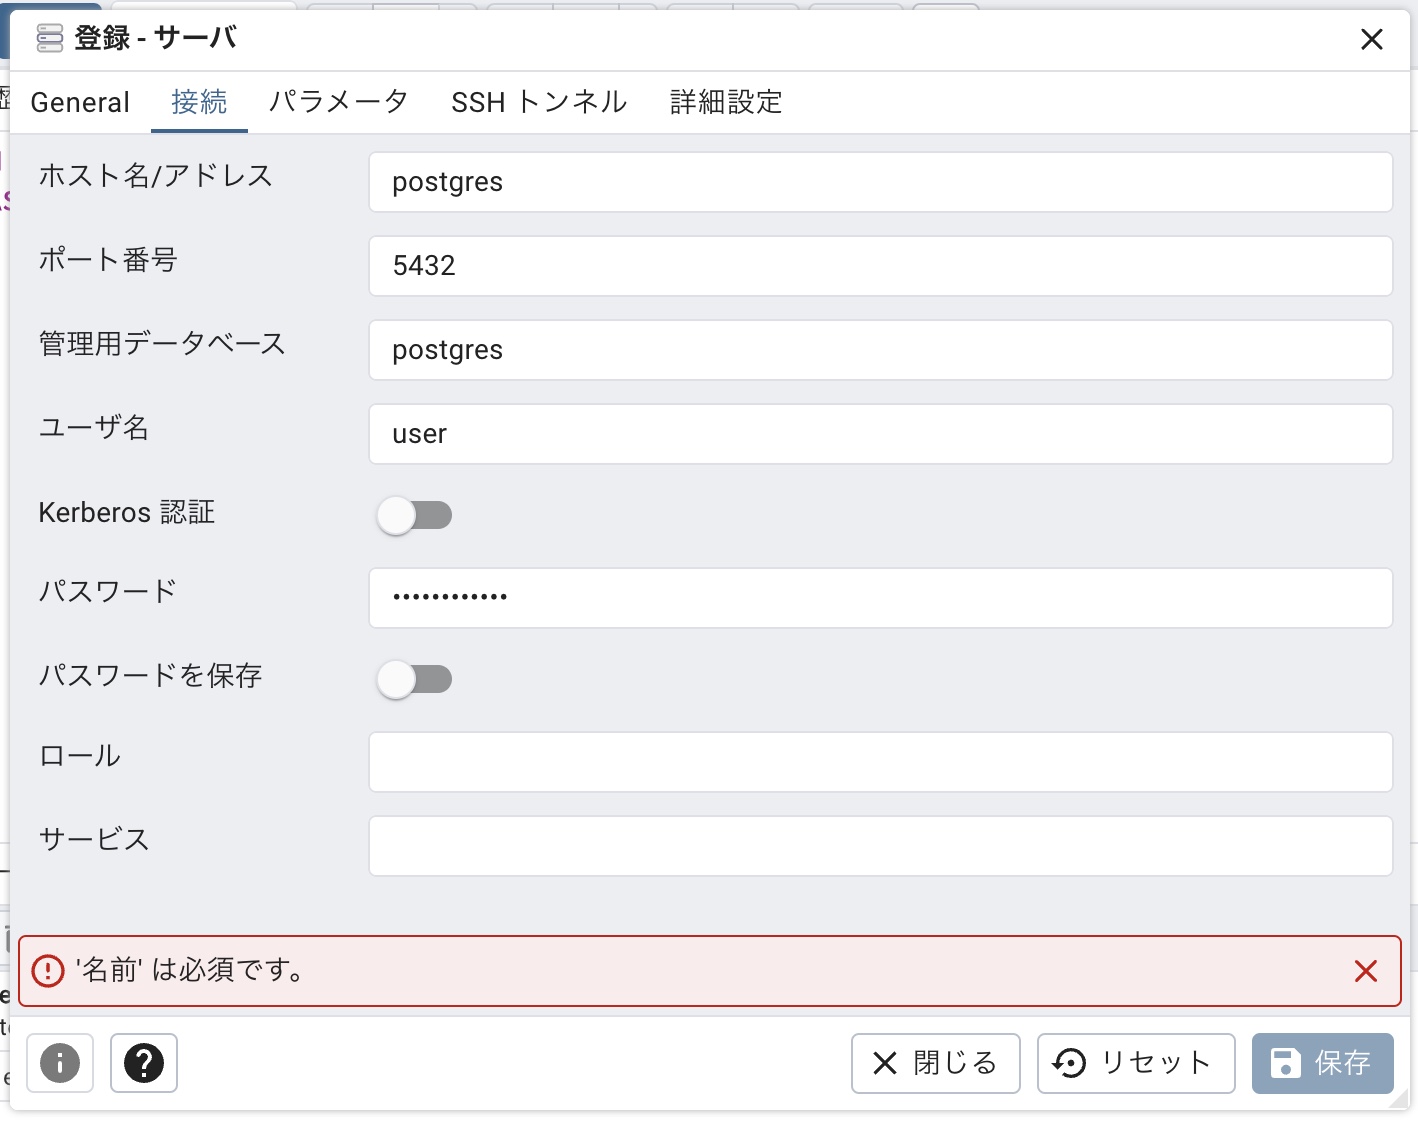 登録 - サーバ
General 接続 パラメータ SSH トンネル 詳細設定
ホスト名/アドレス postgres
ポート番号 5432
管理用データベース postgres
ユーザ名 user
Kerberos 認証
パスワード ••••••••••••
パスワードを保存
ロール
サービス
'名前' は必須です。
閉じる リセット 保存